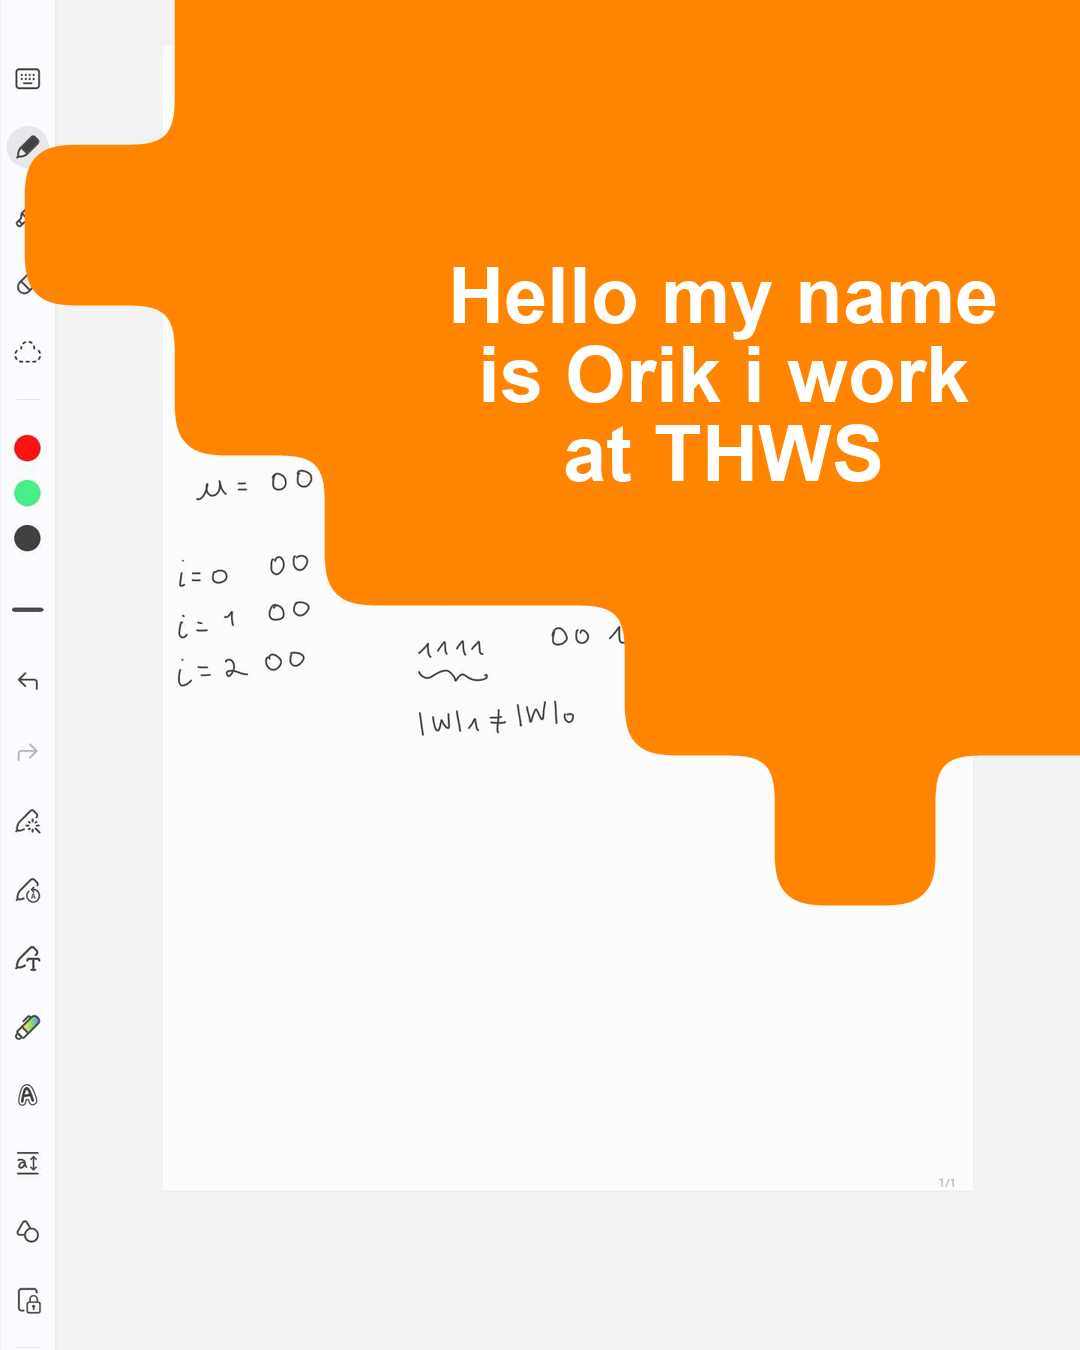 Hello my name
is Orik i work
at THWS
u = 00
i=0 00
i=1 00
i=2 00
1111 00 1
|W|1 ≠ |W|0
1/1